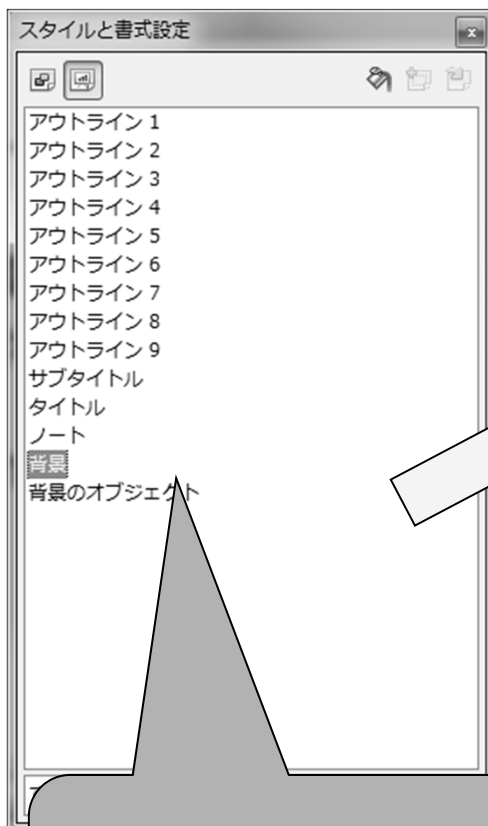 スタイルと書式設定
アウトライン 1
アウトライン 2
アウトライン 3
アウトライン 4
アウトライン 5
アウトライン 6
アウトライン 7
アウトライン 8
アウトライン 9
サブタイトル
タイトル
ノート
背景
背景のオブジェクト